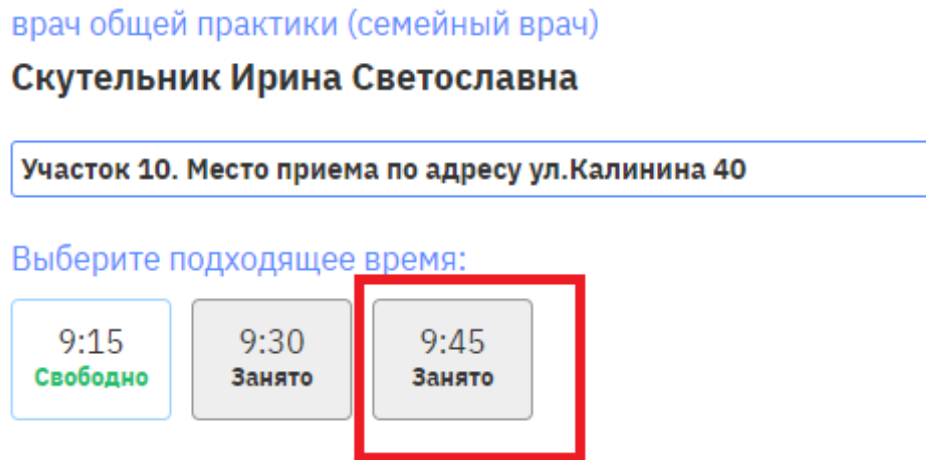 врач общей практики (семейный врач)
Скутельник Ирина Светославна
Участок 10. Место приема по адресу ул.Калинина 40
Выберите подходящее время:
9:15 9:30 9:45
Свободно Занято Занято